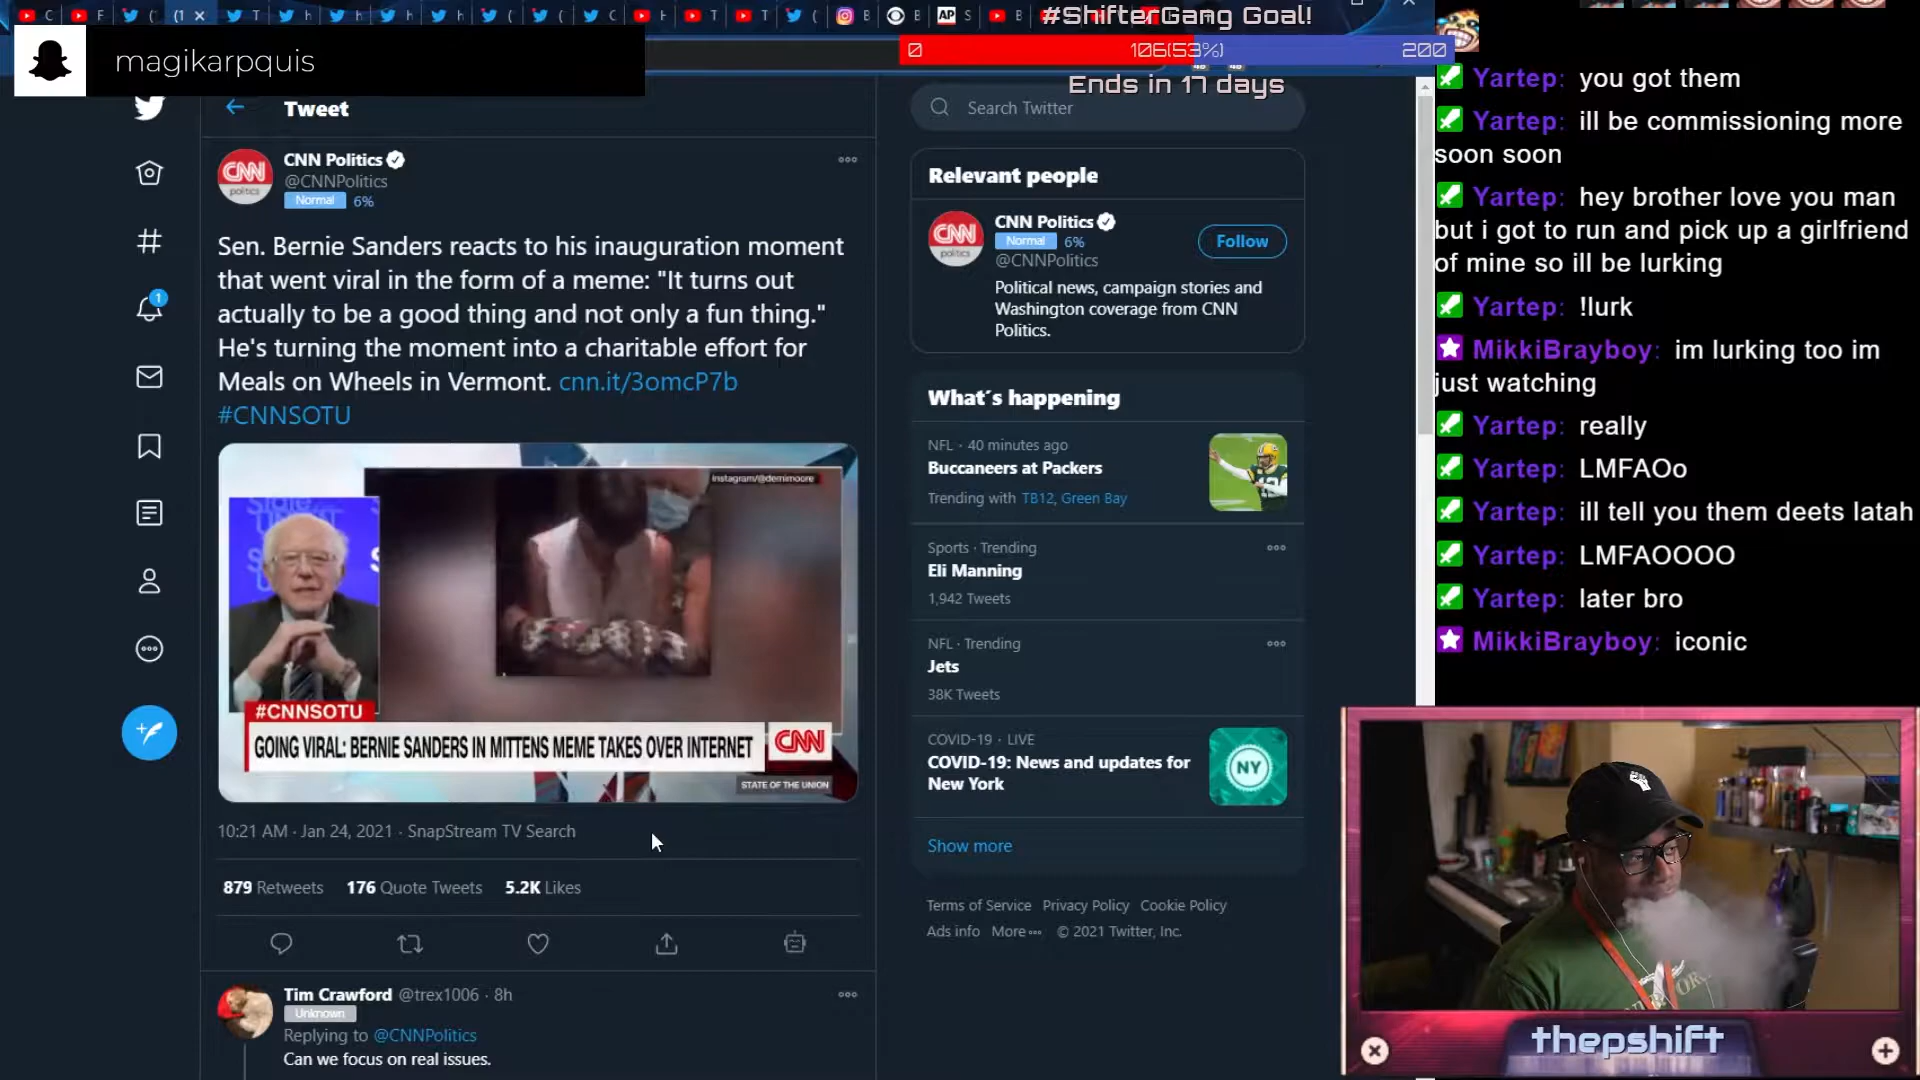 #ShifterGang Goal!
0 106(53%) 200
Ends in 17 days
magikarpquis
Tweet
CNN Politics
@CNNPolitics
Normal 6%
Sen. Bernie Sanders reacts to his inauguration moment
that went viral in the form of a meme: "It turns out
actually to be a good thing and not only a fun thing."
He's turning the moment into a charitable effort for
Meals on Wheels in Vermont. cnn.it/3omcP7b
#CNNSOTU
Instagram/@demimoore
#CNNSOTU
GOING VIRAL: BERNIE SANDERS IN MITTENS MEME TAKES OVER INTERNET
CNN
STATE OF THE UNION
10:21 AM · Jan 24, 2021 · SnapStream TV Search
879 Retweets 176 Quote Tweets 5.2K Likes
Tim Crawford @trex1006 · 8h
Unknown
Replying to @CNNPolitics
Can we focus on real issues.
Search Twitter
Relevant people
CNN Politics
Normal 6%
@CNNPolitics
Follow
Political news, campaign stories and
Washington coverage from CNN
Politics.
What´s happening
NFL · 40 minutes ago
Buccaneers at Packers
Trending with TB12, Green Bay
Sports · Trending
Eli Manning
1,942 Tweets
NFL · Trending
Jets
38K Tweets
COVID-19 · LIVE
COVID-19: News and updates for
New York
NY
Show more
Terms of Service Privacy Policy Cookie Policy
Ads info More © 2021 Twitter, Inc.
Yartep: you got them
Yartep: ill be commissioning more
soon soon
Yartep: hey brother love you man
but i got to run and pick up a girlfriend
of mine so ill be lurking
Yartep: !lurk
MikkiBrayboy: im lurking too im
just watching
Yartep: really
Yartep: LMFAOo
Yartep: ill tell you them deets latah
Yartep: LMFAOOOO
Yartep: later bro
MikkiBrayboy: iconic
thepshift